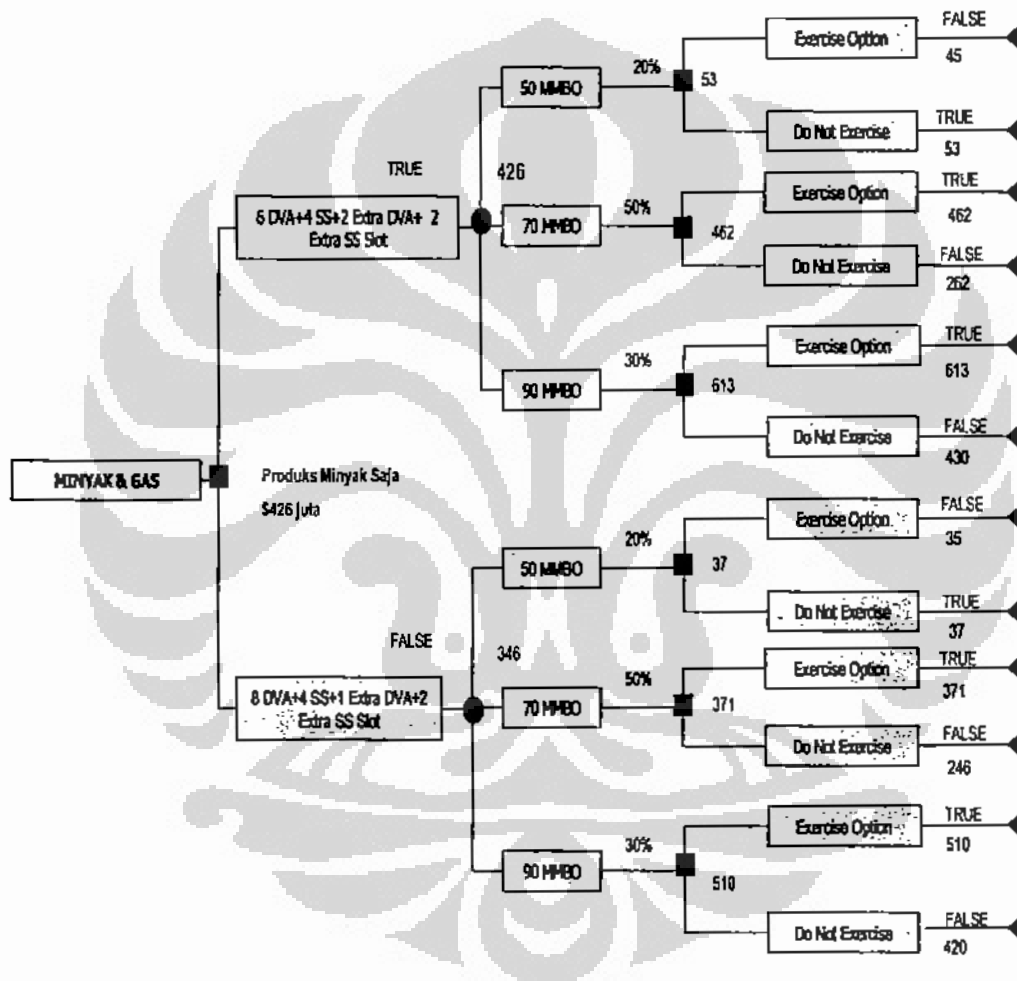 MINYAK & GAS
Produks Minyak Saja
$426 Juta
TRUE
6 DVA+4 SS+2 Extra DVA+ 2
Extra SS Slot
426
50 MMBO
20%
53
Exercise Option
FALSE
45
Do Not Exercise
TRUE
53
70 MMBO
50%
462
Exercise Option
TRUE
462
Do Not Exercise
FALSE
262
90 MMBO
30%
613
Exercise Option
TRUE
613
Do Not Exercise
FALSE
430
FALSE
8 DVA+4 SS+1 Extra DVA+2
Extra SS Slot
346
50 MMBO
20%
37
Exercise Option
FALSE
35
Do Not Exercise
TRUE
37
70 MMBO
50%
371
Exercise Option
TRUE
371
Do Not Exercise
FALSE
246
90 MMBO
30%
510
Exercise Option
TRUE
510
Do Not Exercise
FALSE
420